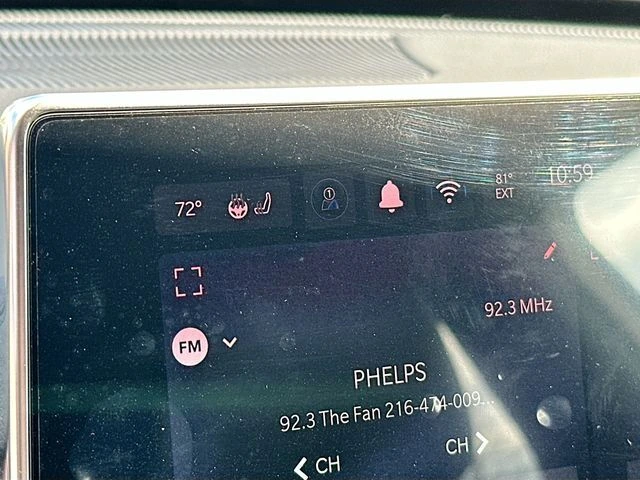 72°
1
81°
EXT
10:59
92.3 MHz
FM
PHELPS
92.3 The Fan 216-474-009...
CH
CH